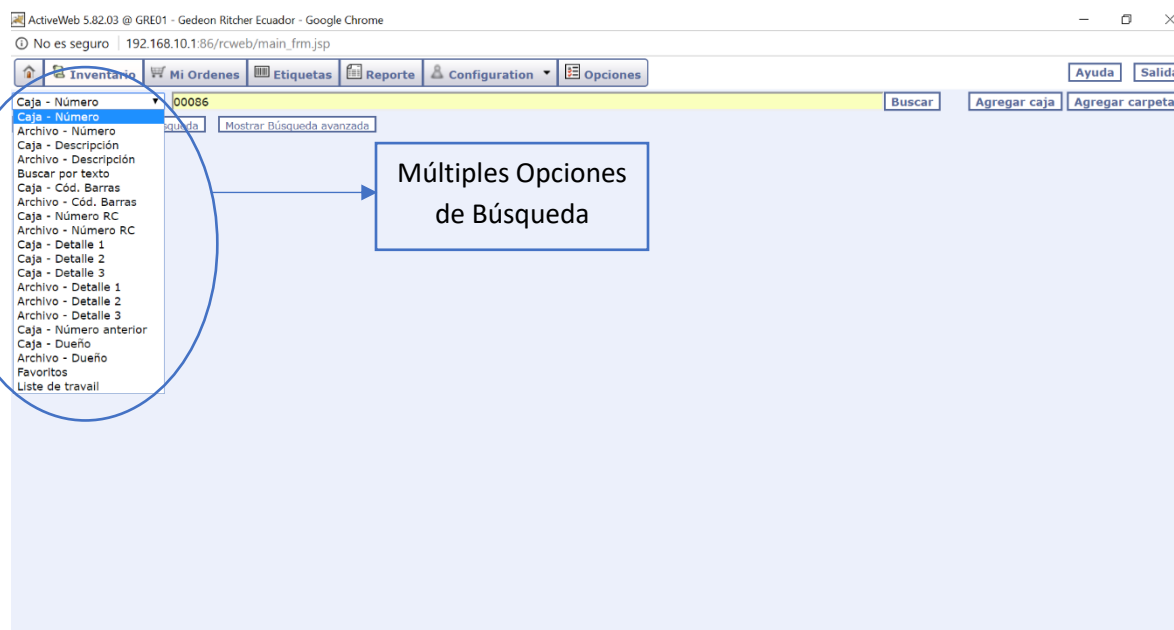 ActiveWeb 5.82.03 @ GRE01 - Gedeon Ritcher Ecuador - Google Chrome
No es seguro | 192.168.10.1:86/rcweb/main_frm.jsp
Inventario Mi Ordenes Etiquetas Reporte Configuration Opciones Ayuda Salida
Caja - Número 00086 Buscar Agregar caja Agregar carpeta
Caja - Número
Mostrar Búsqueda avanzada
Archivo - Número
Caja - Descripción
Archivo - Descripción
Buscar por texto
Caja - Cód. Barras
Archivo - Cód. Barras
Caja - Número RC
Archivo - Número RC
Caja - Detalle 1
Caja - Detalle 2
Caja - Detalle 3
Archivo - Detalle 1
Archivo - Detalle 2
Archivo - Detalle 3
Caja - Número anterior
Caja - Dueño
Archivo - Dueño
Favoritos
Liste de travail
Múltiples Opciones
de Búsqueda